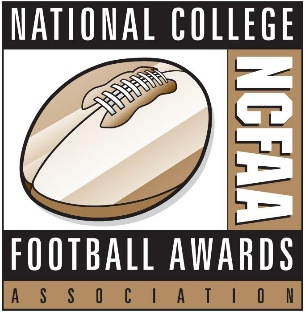 NATIONAL COLLEGE
NCFAA
FOOTBALL AWARDS
ASSOCIATION